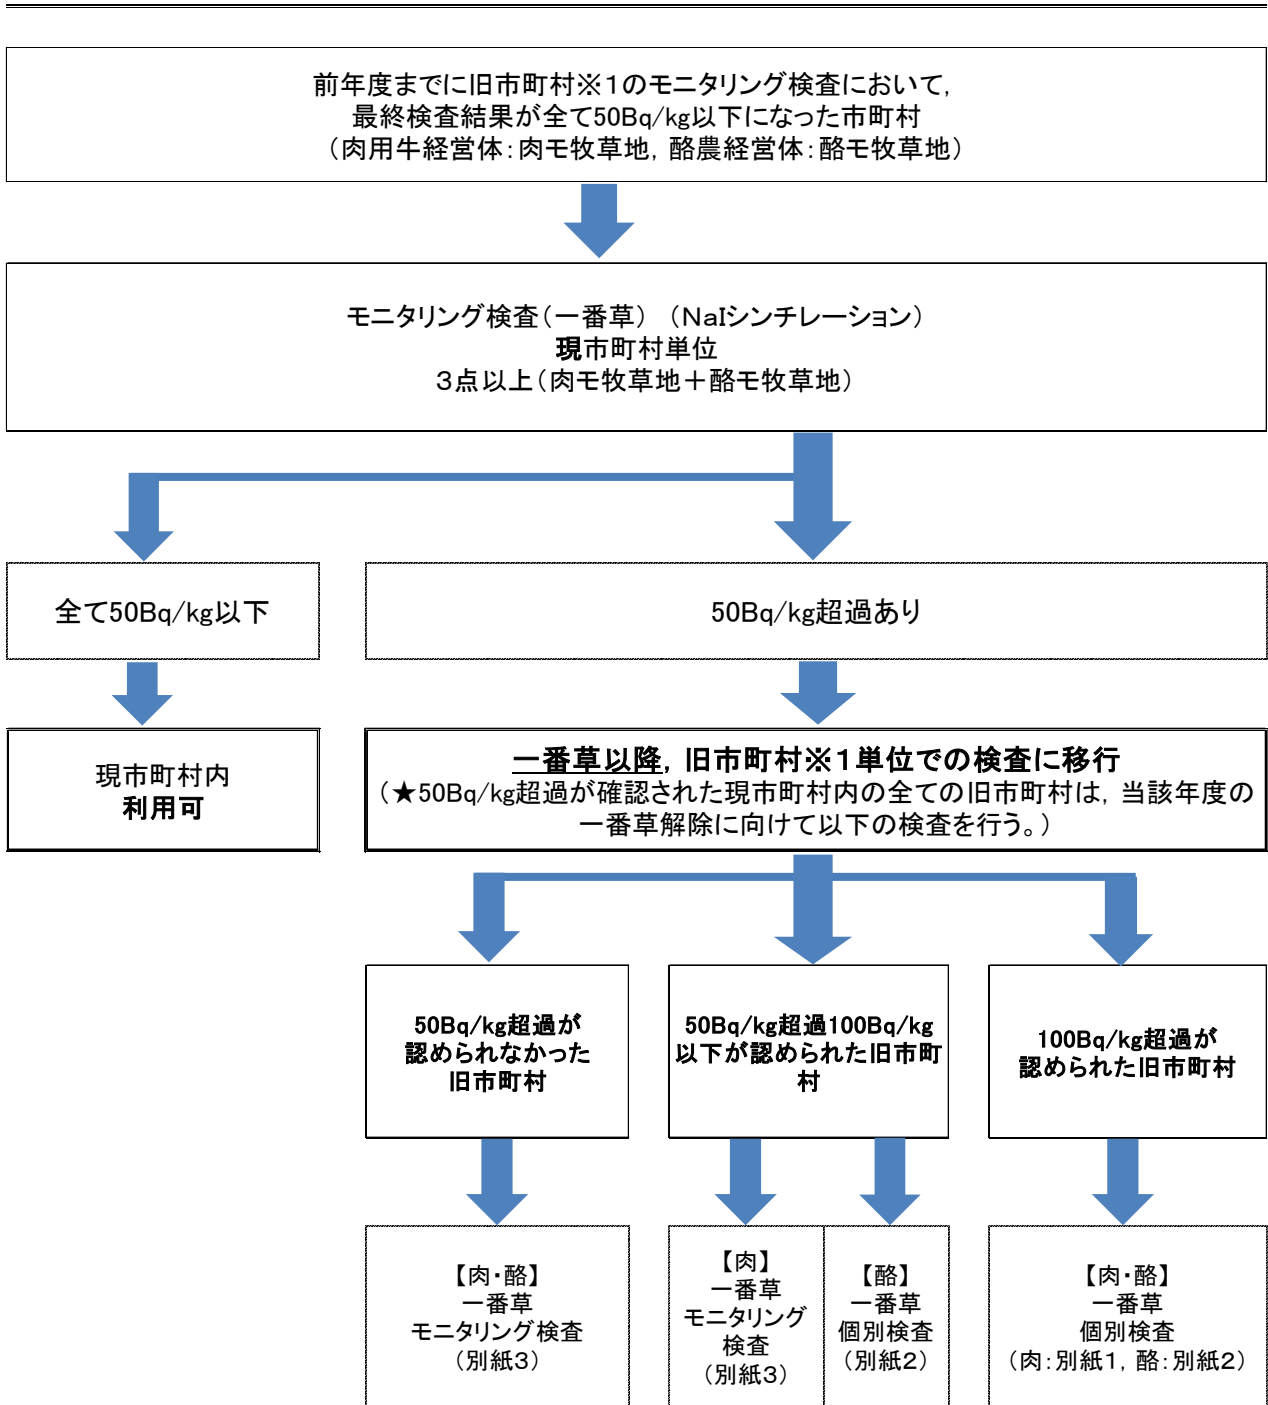 前年度までに旧市町村※１のモニタリング検査において，
最終検査結果が全て50Bq/kg以下になった市町村
（肉用牛経営体：肉モ牧草地，酪農経営体：酪モ牧草地）
モニタリング検査（一番草）（NaIシンチレーション）
現市町村単位
３点以上（肉モ牧草地＋酪モ牧草地）
全て50Bq/kg以下
50Bq/kg超過あり
現市町村内
利用可
一番草以降，旧市町村※１単位での検査に移行
（★50Bq/kg超過が確認された現市町村内の全ての旧市町村は，当該年度の
一番草解除に向けて以下の検査を行う。）
50Bq/kg超過が
認められなかった
旧市町村
50Bq/kg超過100Bq/kg
以下が認められた旧市町
村
100Bq/kg超過が
認められた旧市町村
【肉・酪】
一番草
モニタリング検査
（別紙３）
【肉】
一番草
モニタリング
検査
（別紙３）
【酪】
一番草
個別検査
（別紙２）
【肉・酪】
一番草
個別検査
（肉：別紙１，酪：別紙２）